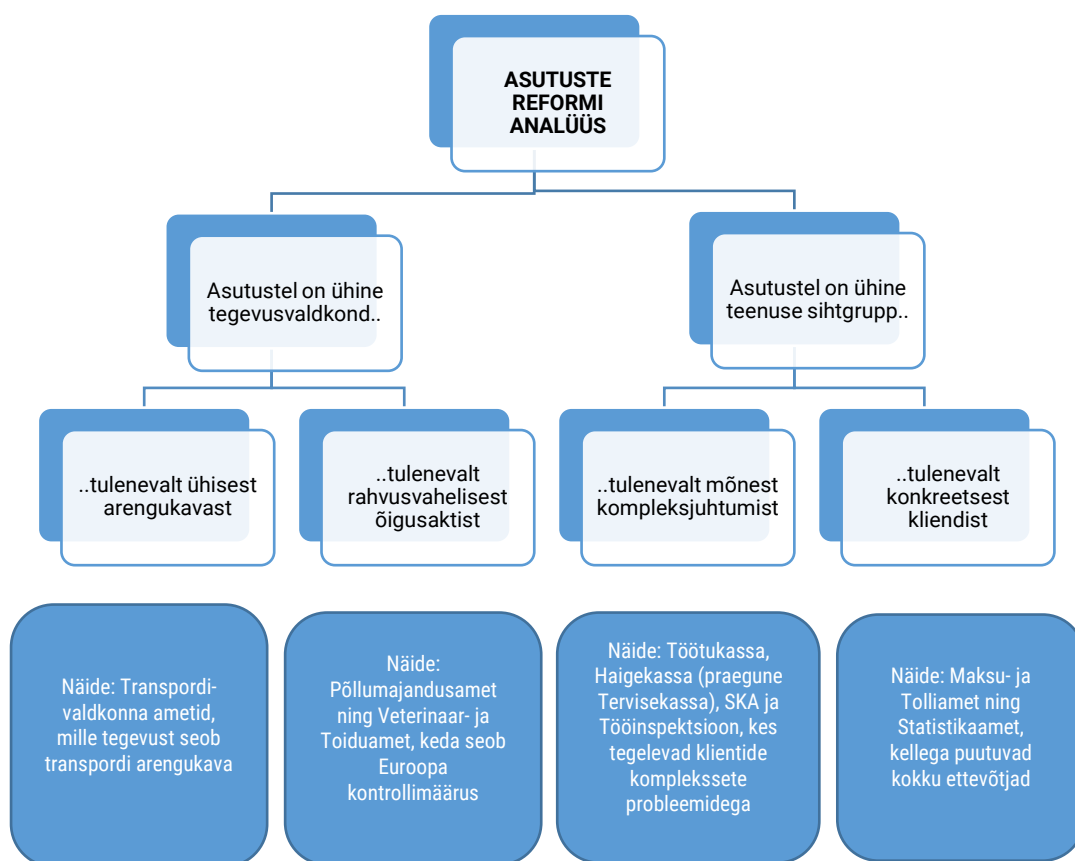 ASUTUSTE
REFORMI
ANALÜÜS
Asutustel on ühine
tegevusvaldkond..
Asutustel on ühine
teenuse sihtgrupp..
..tulenevalt ühisest
arengukavast
..tulenevalt
rahvusvahelisest
õigusaktist
..tulenevalt mõnest
kompleksjuhtumist
..tulenevalt
konkreetsest
kliendist
Näide: Transpordi-
valdkonna ametid,
mille tegevust seob
transpordi arengukava
Näide:
Põllumajandusamet
ning Veterinaar- ja
Toiduamet, keda seob
Euroopa
kontrollimäärus
Näide: Töötukassa,
Haigekassa (praegune
Tervisekassa), SKA ja
Tööinspektsioon, kes
tegelevad klientide
komplekssete
probleemidega
Näide: Maksu- ja
Tolliamet ning
Statistikaamet,
kellega puutuvad
kokku ettevõtjad